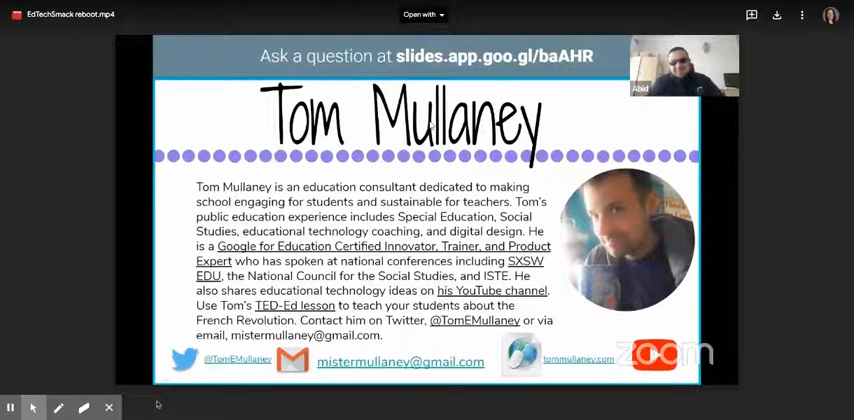 EdTechSmack reboot.mp4
Open with
Ask a question at slides.app.goo.gl/baAHR
Abid
Tom Mullaney
Tom Mullaney is an education consultant dedicated to making
school engaging for students and sustainable for teachers. Tom's
public education experience includes Special Education, Social
Studies, educational technology coaching, and digital design. He
is a Google for Education Certified Innovator, Trainer, and Product
Expert who has spoken at national conferences including SXSW
EDU, the National Council for the Social Studies, and ISTE. He
also shares educational technology ideas on his YouTube channel.
Use Tom's TED-Ed lesson to teach your students about the
French Revolution. Contact him on Twitter, @TomEMullaney or via
email, mistermullaney@gmail.com.
@TomEMullaney
mistermullaney@gmail.com
tommullaney.com
zoom